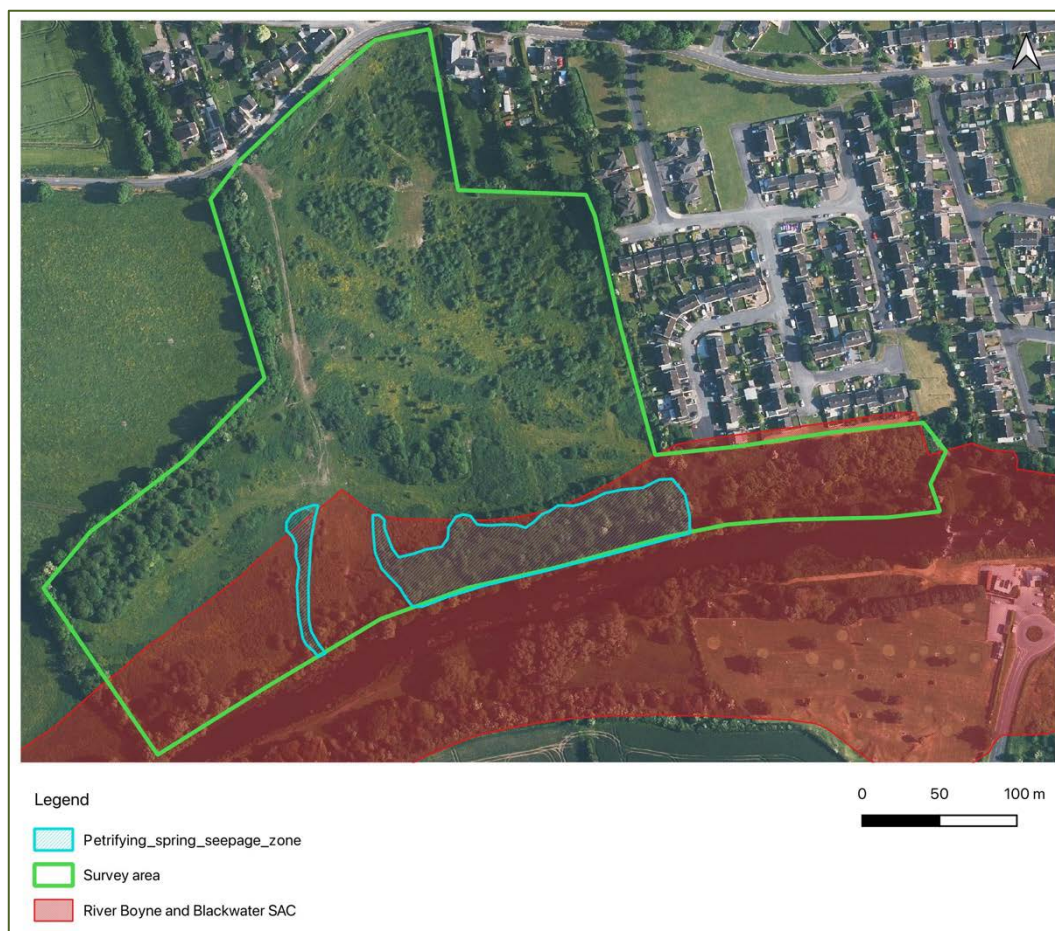 Legend
0 50 100 m
Petrifying_spring_seepage_zone
Survey area
River Boyne and Blackwater SAC